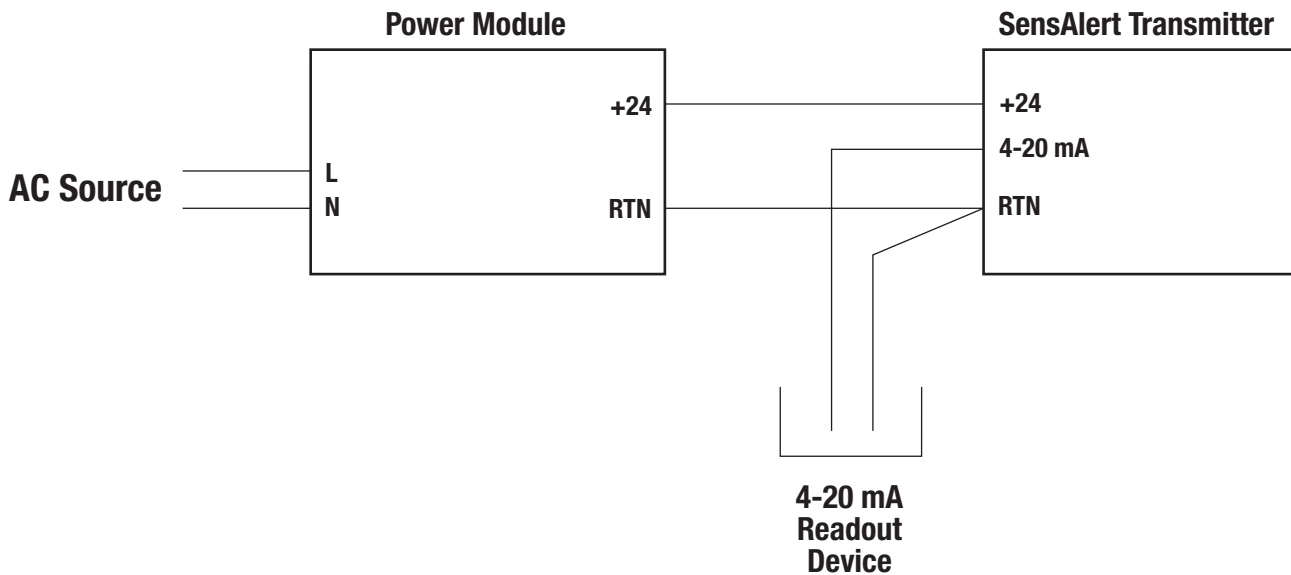 Power Module
SensAlert Transmitter
+24
+24
4-20 mA
AC Source
L
N
RTN
RTN
4-20 mA
Readout
Device